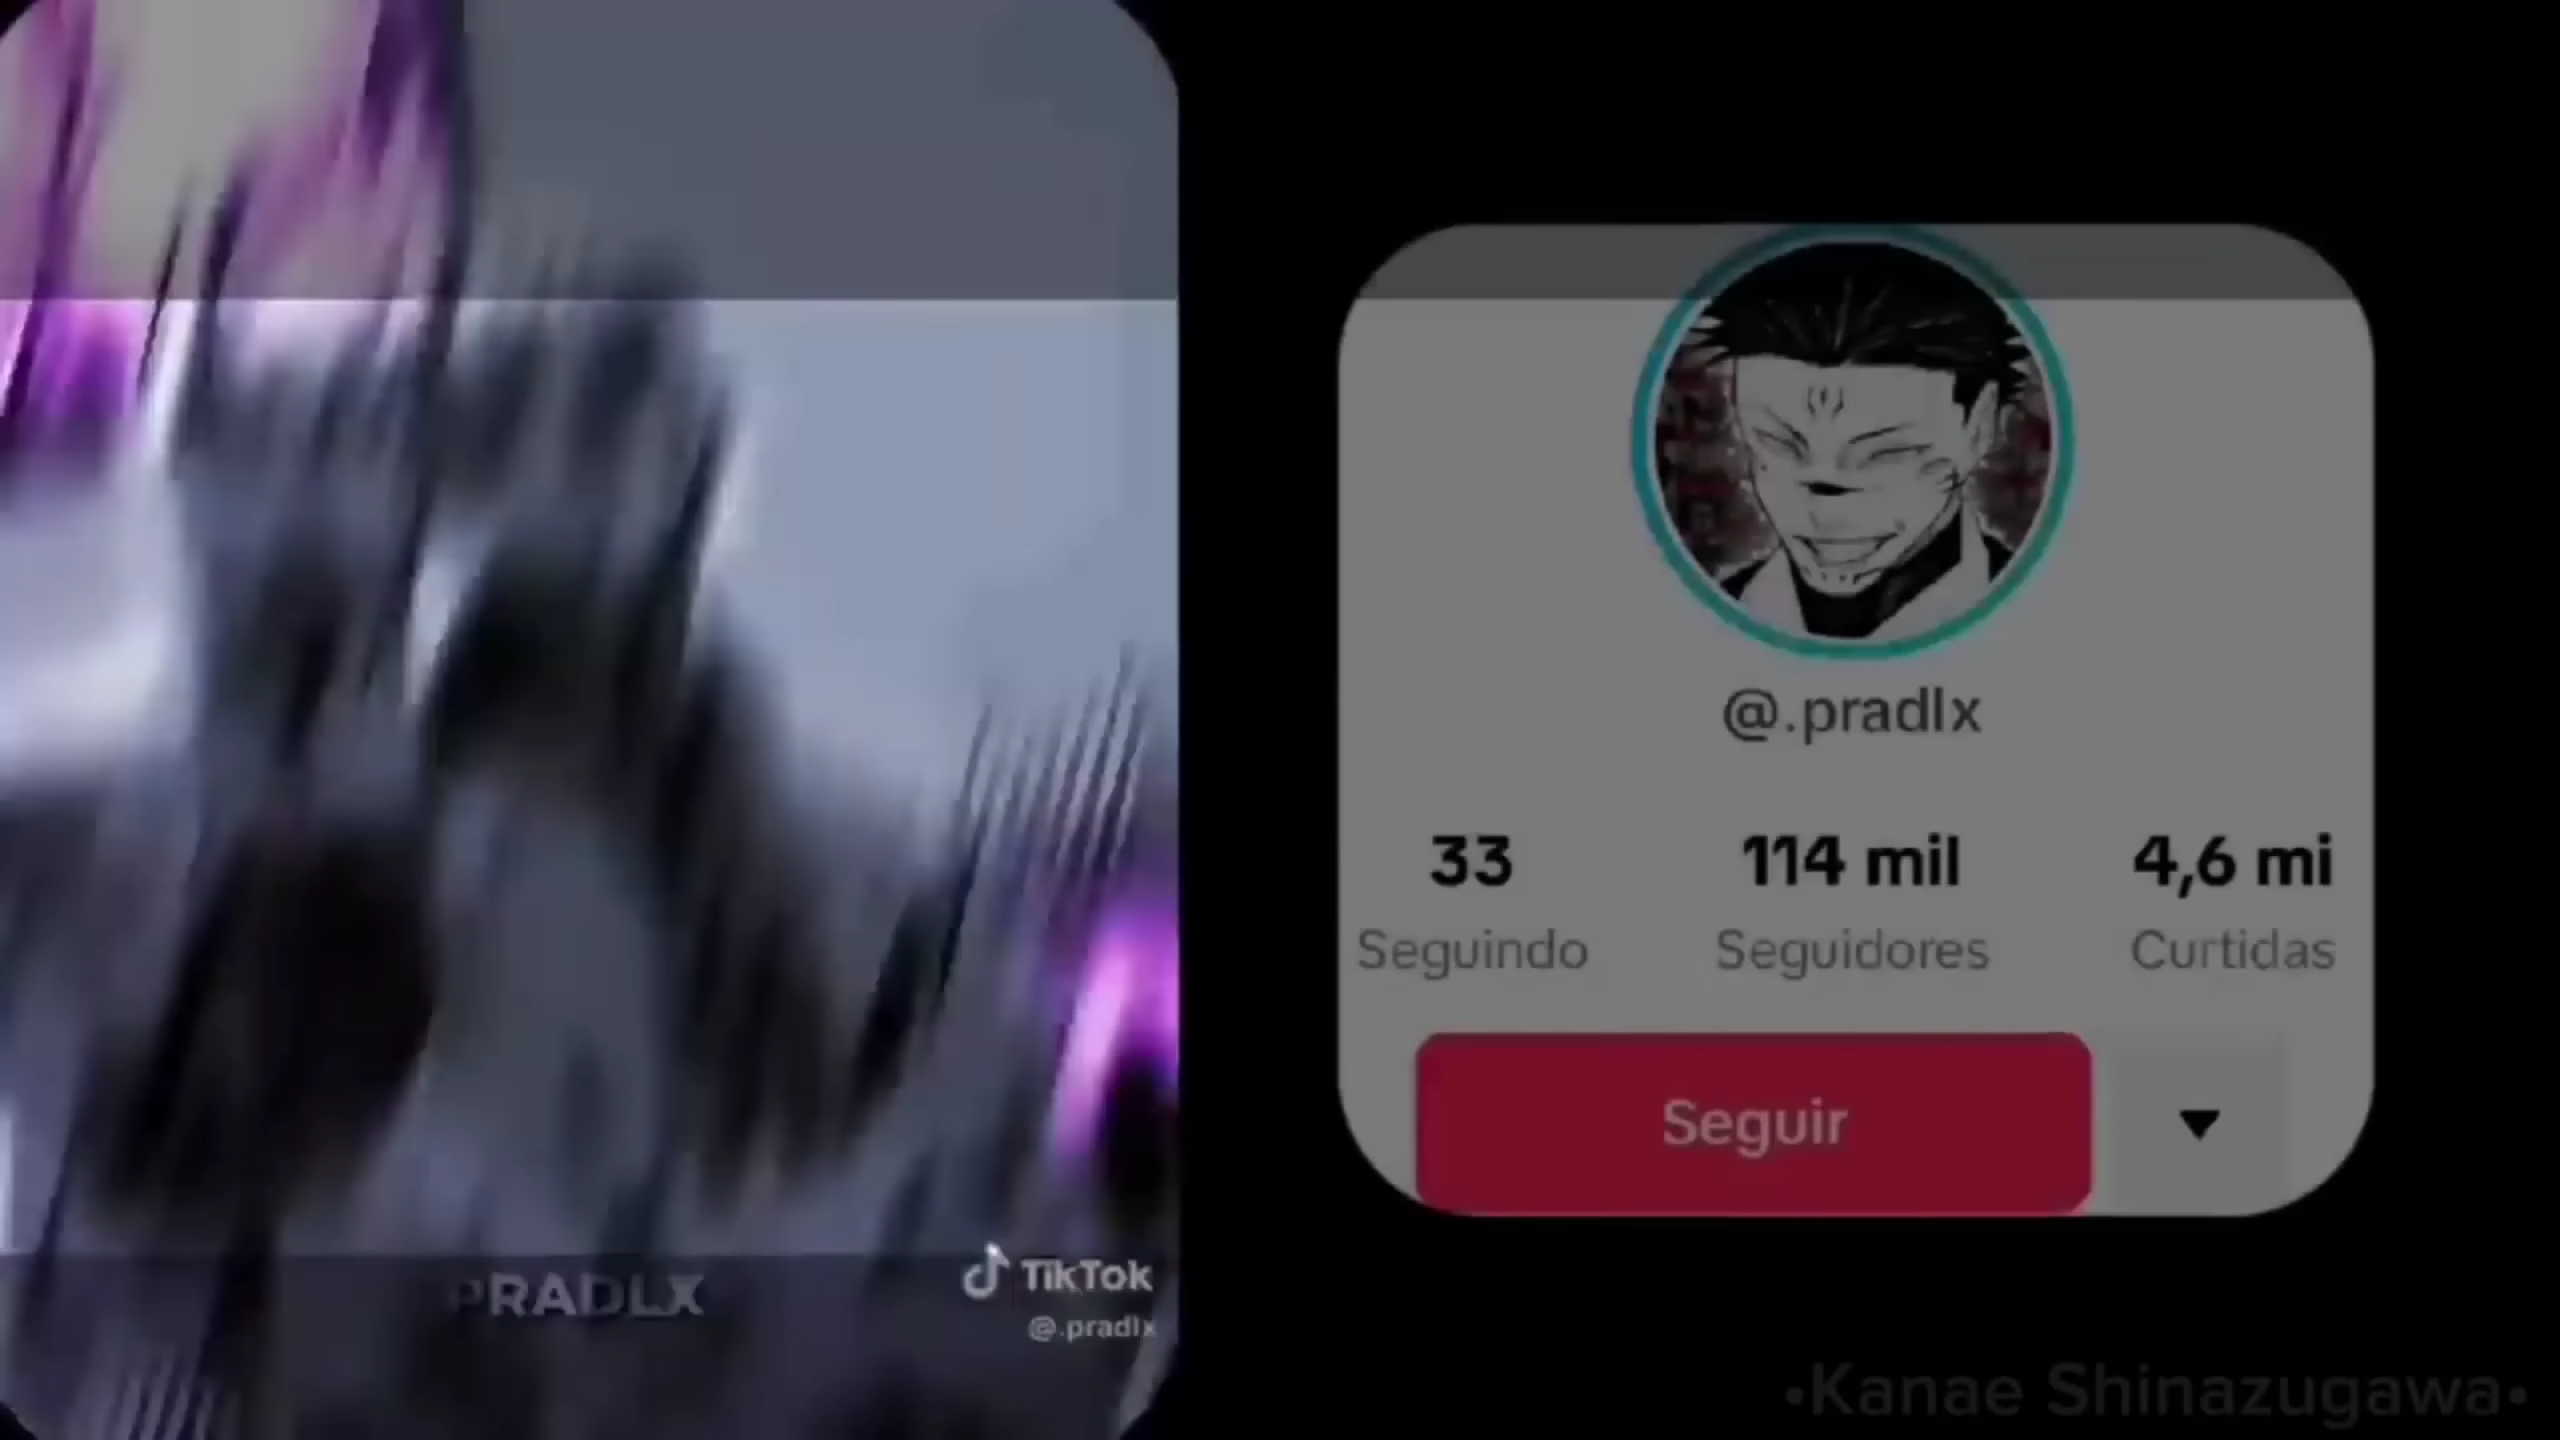 PRADLX
TikTok
@.pradlx
@.pradlx
33
Seguindo
114 mil
Seguidores
4,6 mi
Curtidas
Seguir
•Kanae Shinazugawa•